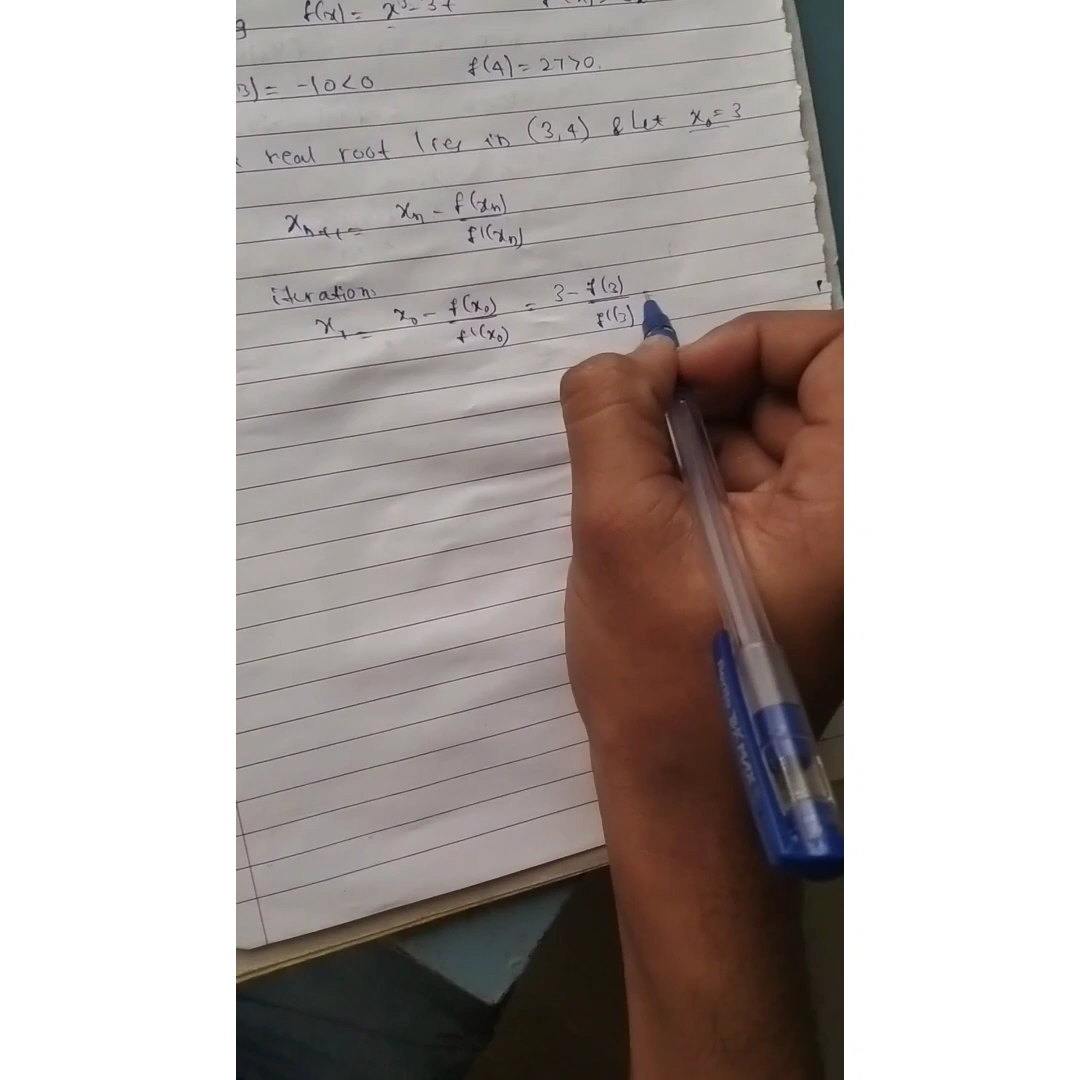 f(x) = x³ - 37
3) = -10<0 f(4) = 27>0.
real root lies in (3,4) & Let x₀ = 3
xₙ₊₁ = xₙ - f(xₙ)/f'(xₙ)
iteration:
x₁ = x₀ - f(x₀)/f'(x₀) = 3 - f(3)/f'(3) =